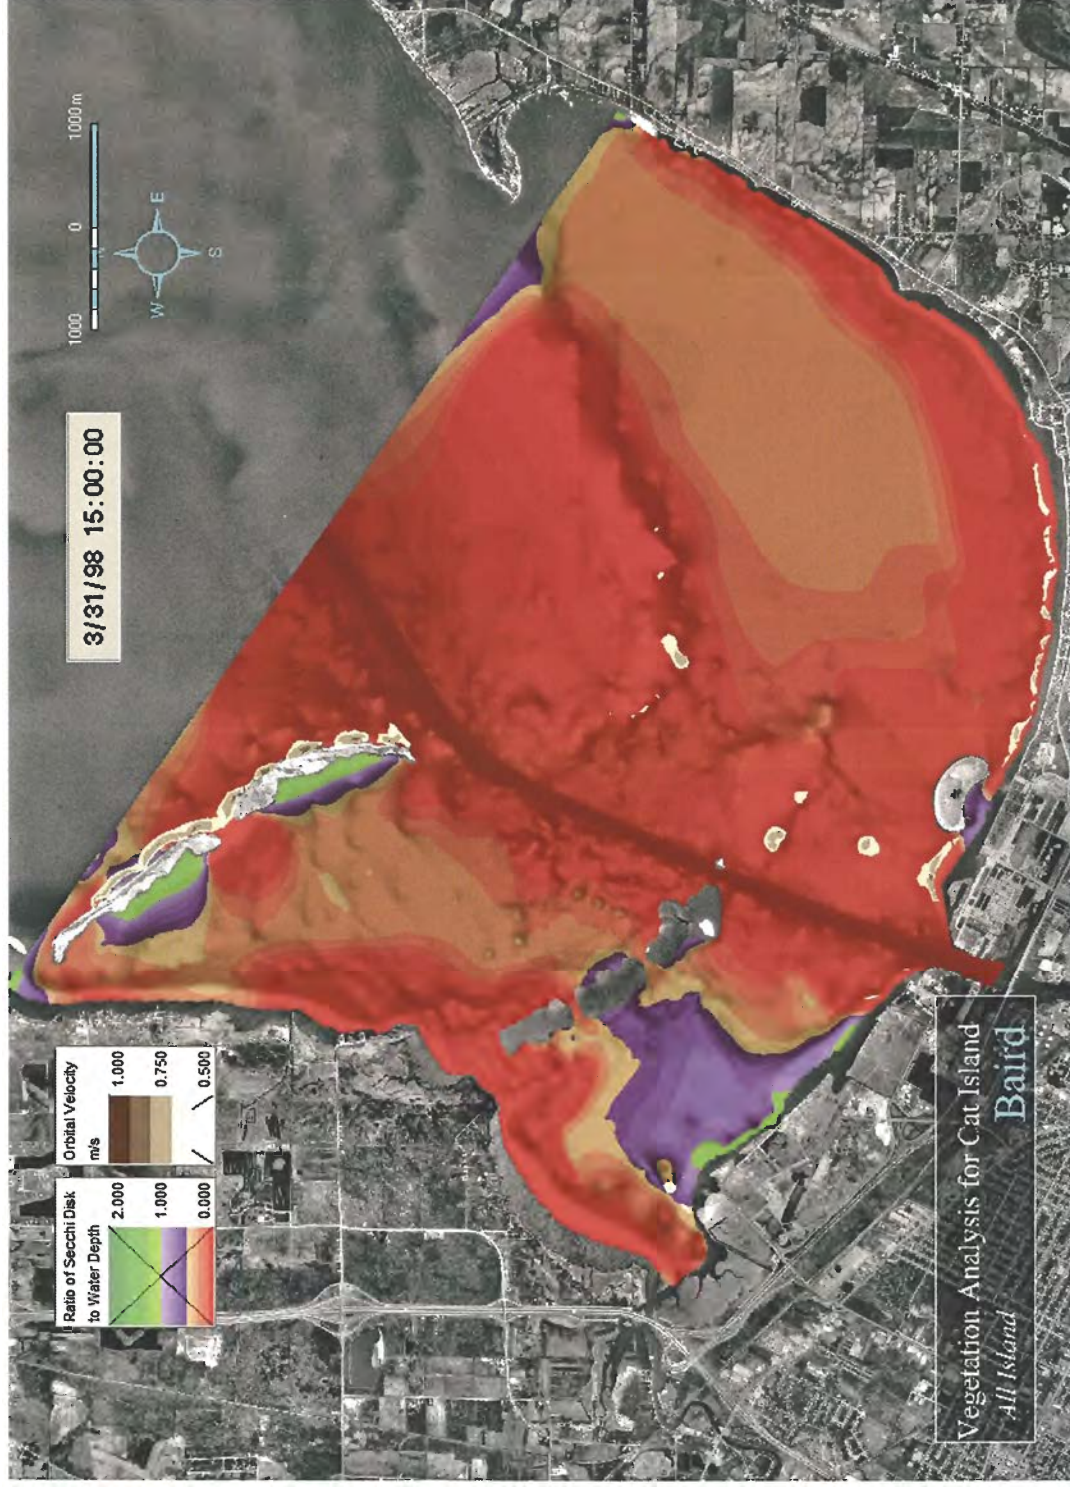 3/31/98 15:00:00
1000
0
1000 m
W
E
S
Ratio of Secchi Disk
to Water Depth
2.000
1.000
0.000
Orbital Velocity
m/s
1.000
0.750
0.500
Vegetation Analysis for Cat Island
All Island
Baird